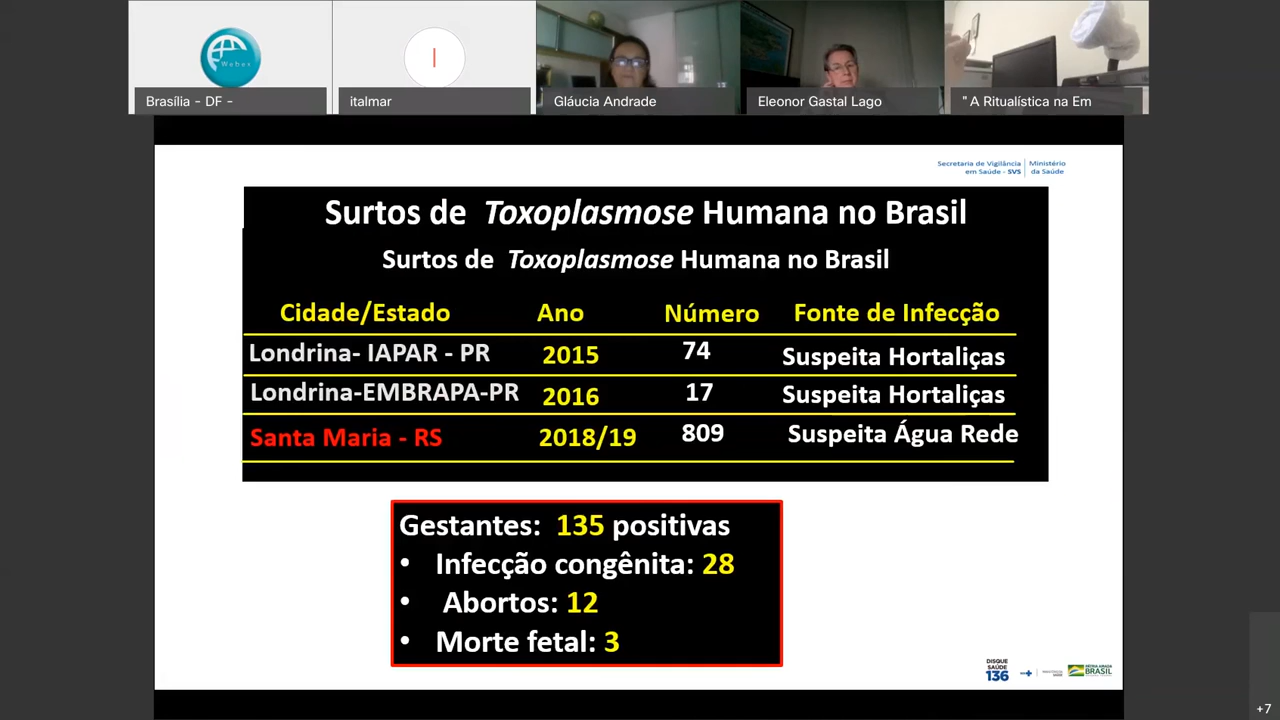 Webex
Brasília - DF -
I
italmar
Gláucia Andrade
Eleonor Gastal Lago
" A Ritualística na Em
Secretaria de Vigilância
em Saúde - SVS
Ministério
da Saúde
Surtos de Toxoplasmose Humana no Brasil
Surtos de Toxoplasmose Humana no Brasil
Cidade/Estado Ano Número Fonte de Infecção
Londrina- IAPAR - PR 2015 74 Suspeita Hortaliças
Londrina-EMBRAPA-PR 2016 17 Suspeita Hortaliças
Santa Maria - RS 2018/19 809 Suspeita Água Rede
Gestantes: 135 positivas
• Infecção congênita: 28
• Abortos: 12
• Morte fetal: 3
DISQUE
SAÚDE
136
PÁTRIA AMADA
BRASIL
+7